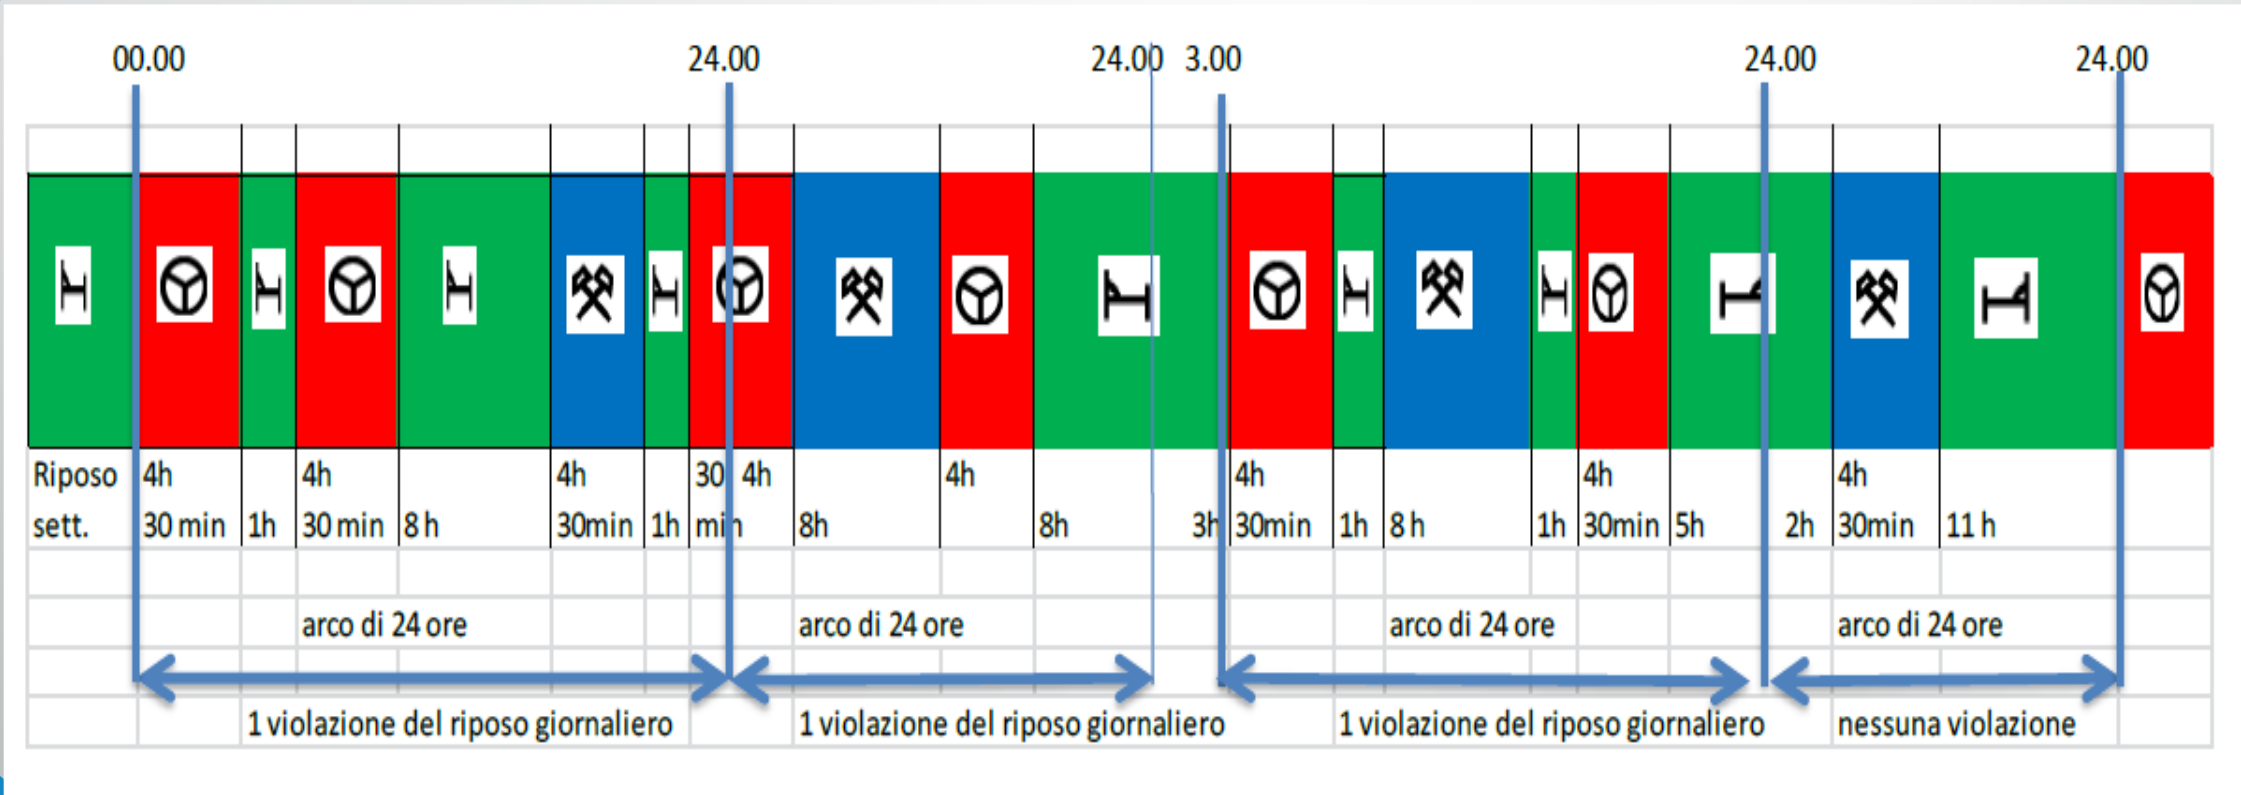 00.00 24.00 24.00 3.00 24.00 24.00
Riposo 4h 4h 4h 30 4h 4h 4h 4h 4h
sett. 30 min 1h 30 min 8 h 30min 1h min 8h 8h 3h 30min 1h 8 h 1h 30min 5h 2h 30min 11 h
arco di 24 ore arco di 24 ore arco di 24 ore arco di 24 ore
1 violazione del riposo giornaliero 1 violazione del riposo giornaliero 1 violazione del riposo giornaliero nessuna violazione